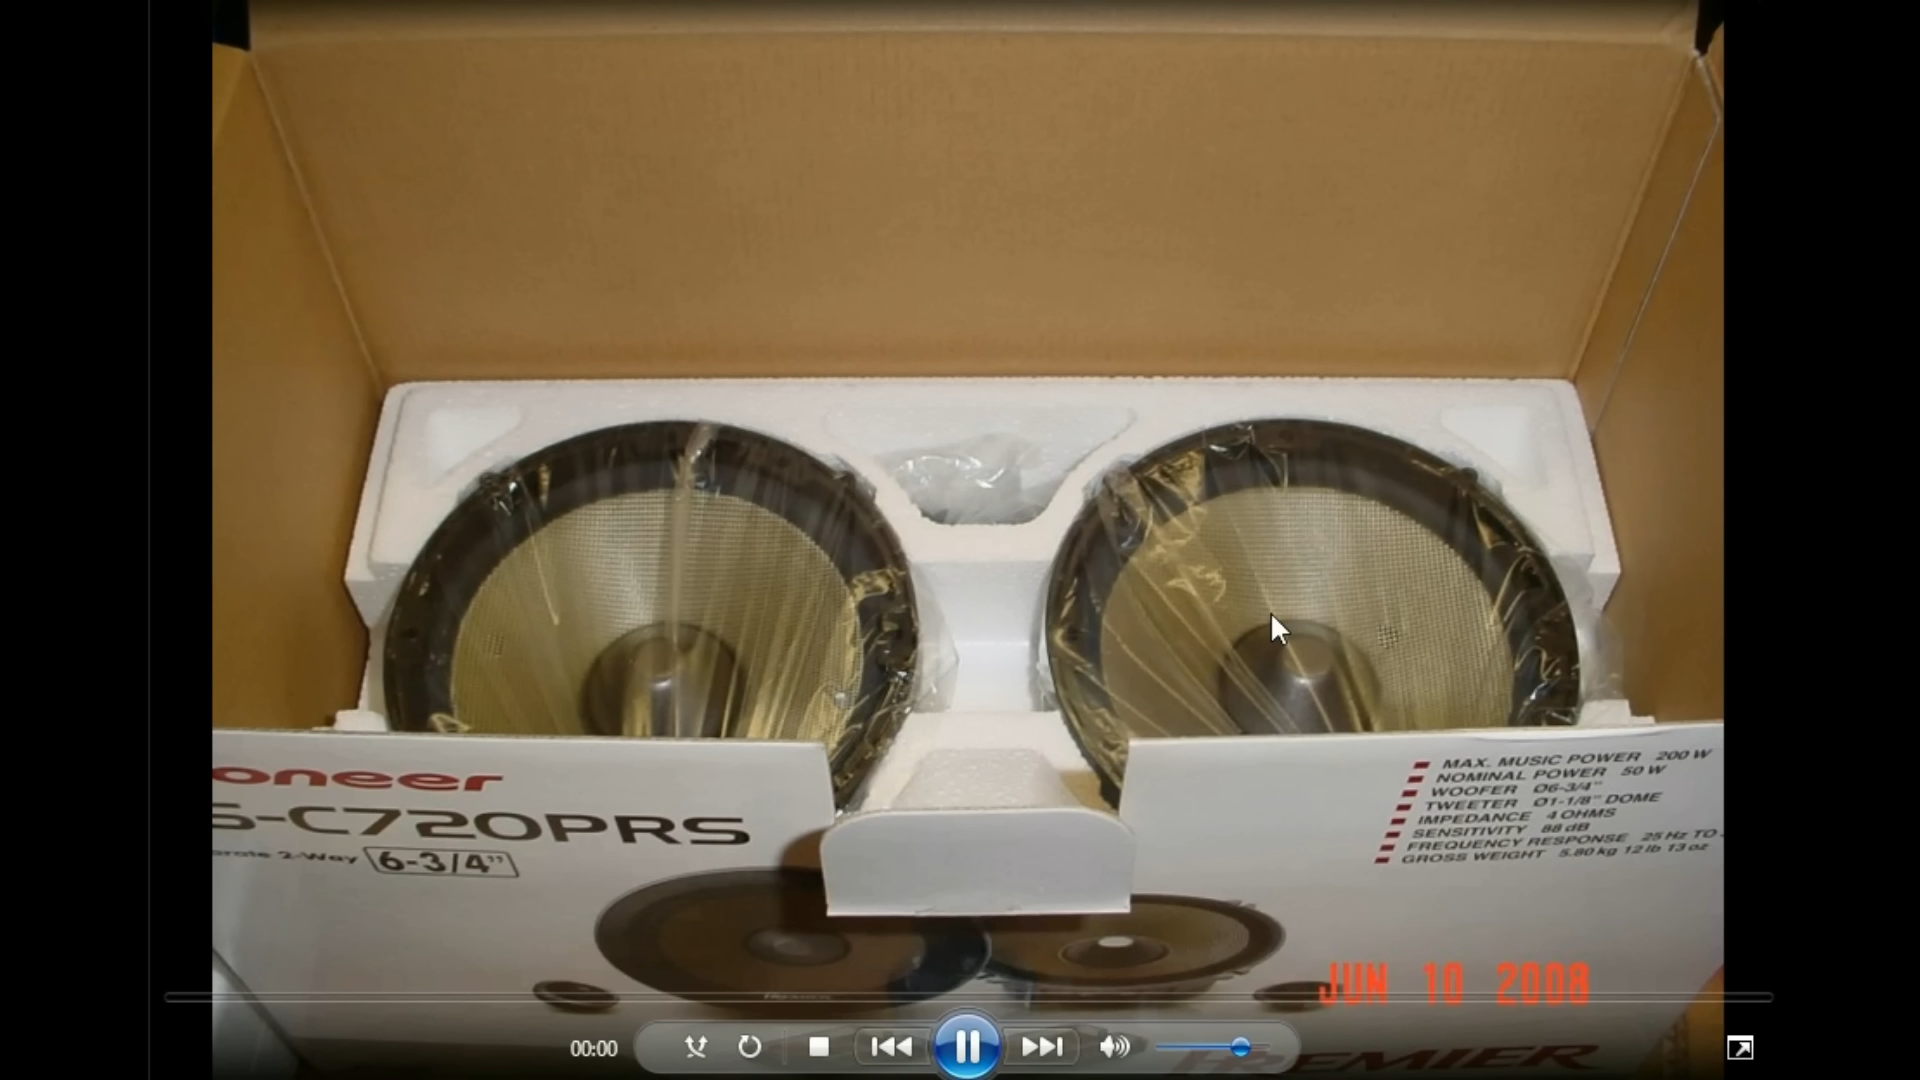 oneer
S-C720PRS
arate 2-Way 6-3/4"
MAX. MUSIC POWER 200 W
NOMINAL POWER 50 W
WOOFER Ø6-3/4"
TWEETER Ø1-1/8" DOME
IMPEDANCE 4 OHMS
SENSITIVITY 88 dB
FREQUENCY RESPONSE 25 Hz TO
GROSS WEIGHT 5.80 kg 12 lb 13 oz
JUN 10 2008
00:00
PREMIER